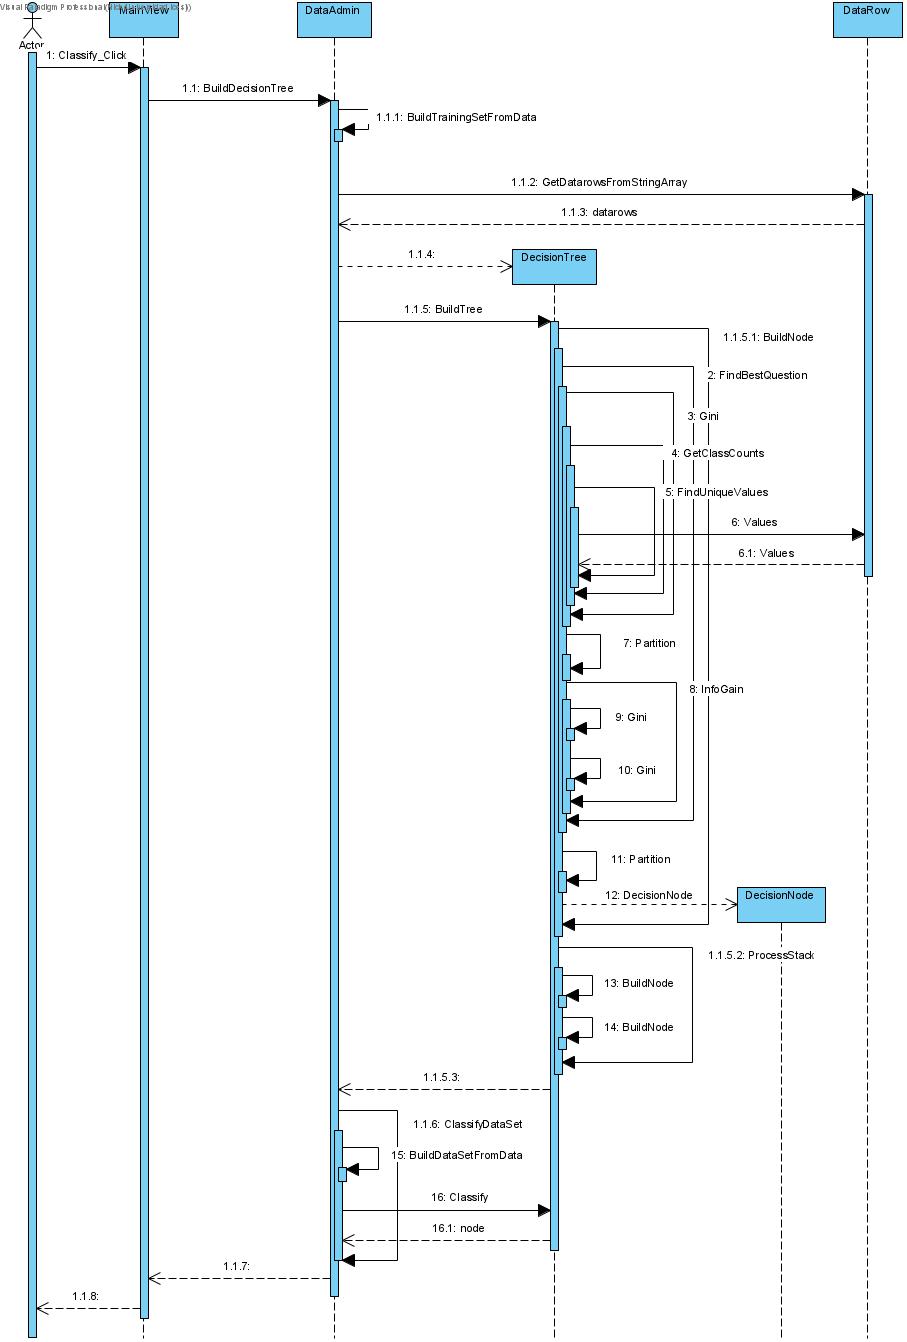 Visual Paradigm Professional
MainView
DataAdmin
DataRow
Actor
1: Classify_Click
1.1: BuildDecisionTree
1.1.1: BuildTrainingSetFromData
1.1.2: GetDatarowsFromStringArray
1.1.3: datarows
1.1.4:
DecisionTree
1.1.5: BuildTree
1.1.5.1: BuildNode
2: FindBestQuestion
3: Gini
4: GetClassCounts
5: FindUniqueValues
6: Values
6.1: Values
7: Partition
8: InfoGain
9: Gini
10: Gini
11: Partition
12: DecisionNode
DecisionNode
1.1.5.2: ProcessStack
13: BuildNode
14: BuildNode
1.1.5.3:
1.1.6: ClassifyDataSet
15: BuildDataSetFromData
16: Classify
16.1: node
1.1.7:
1.1.8: